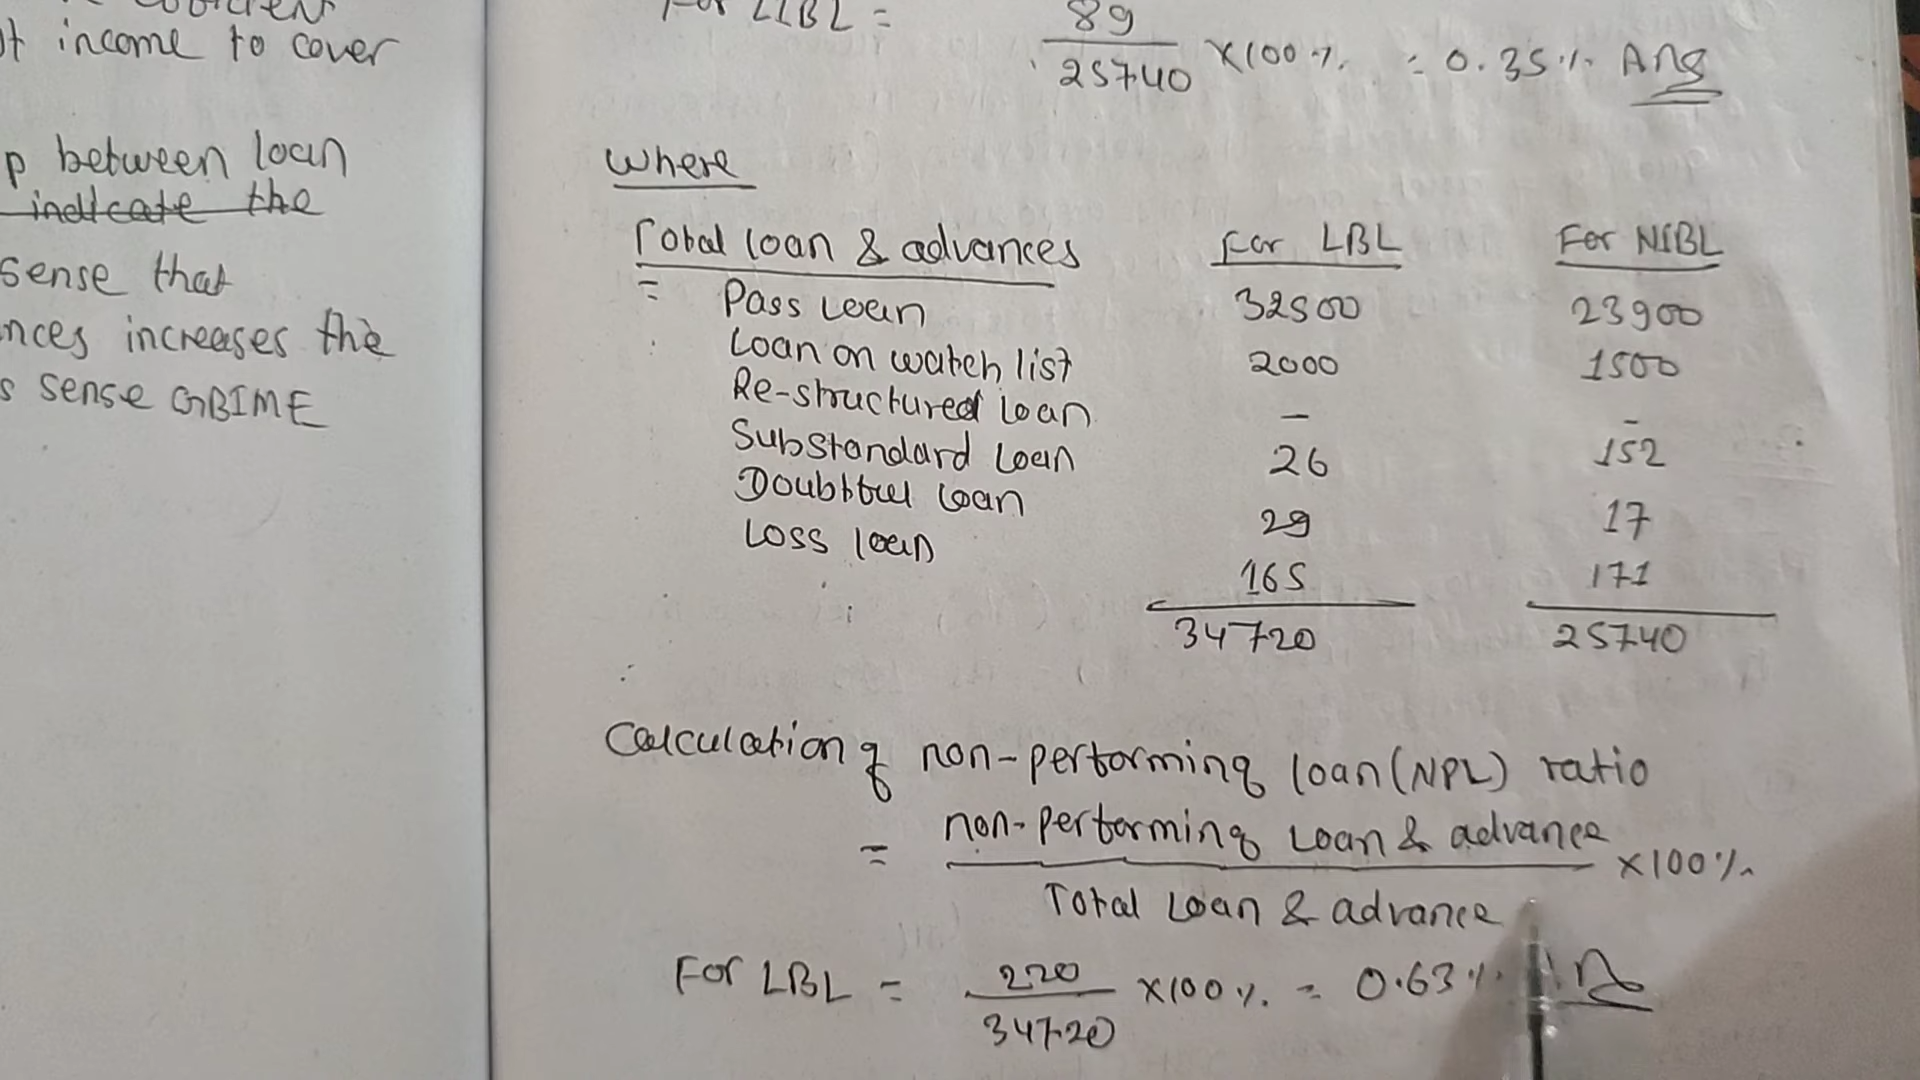 ot income to cover
p between loan
indicate the
sense that
nces increases the
s sense GBIME
89
25740 ×100% = 0.35% Ans
Where
Total loan & advances For LBL For NIBL
= Pass loan 32500 23900
Loan on watch list 2000 1500
Re-structured loan - -
Substandard loan 26 152
Doubtful loan 29 17
Loss loan 165 171
34720 25740
Calculation of non-performing loan (NPL) ratio
= non-performing loan & advance ×100%
Total loan & advance
For LBL = 220 ×100% = 0.63%
34720